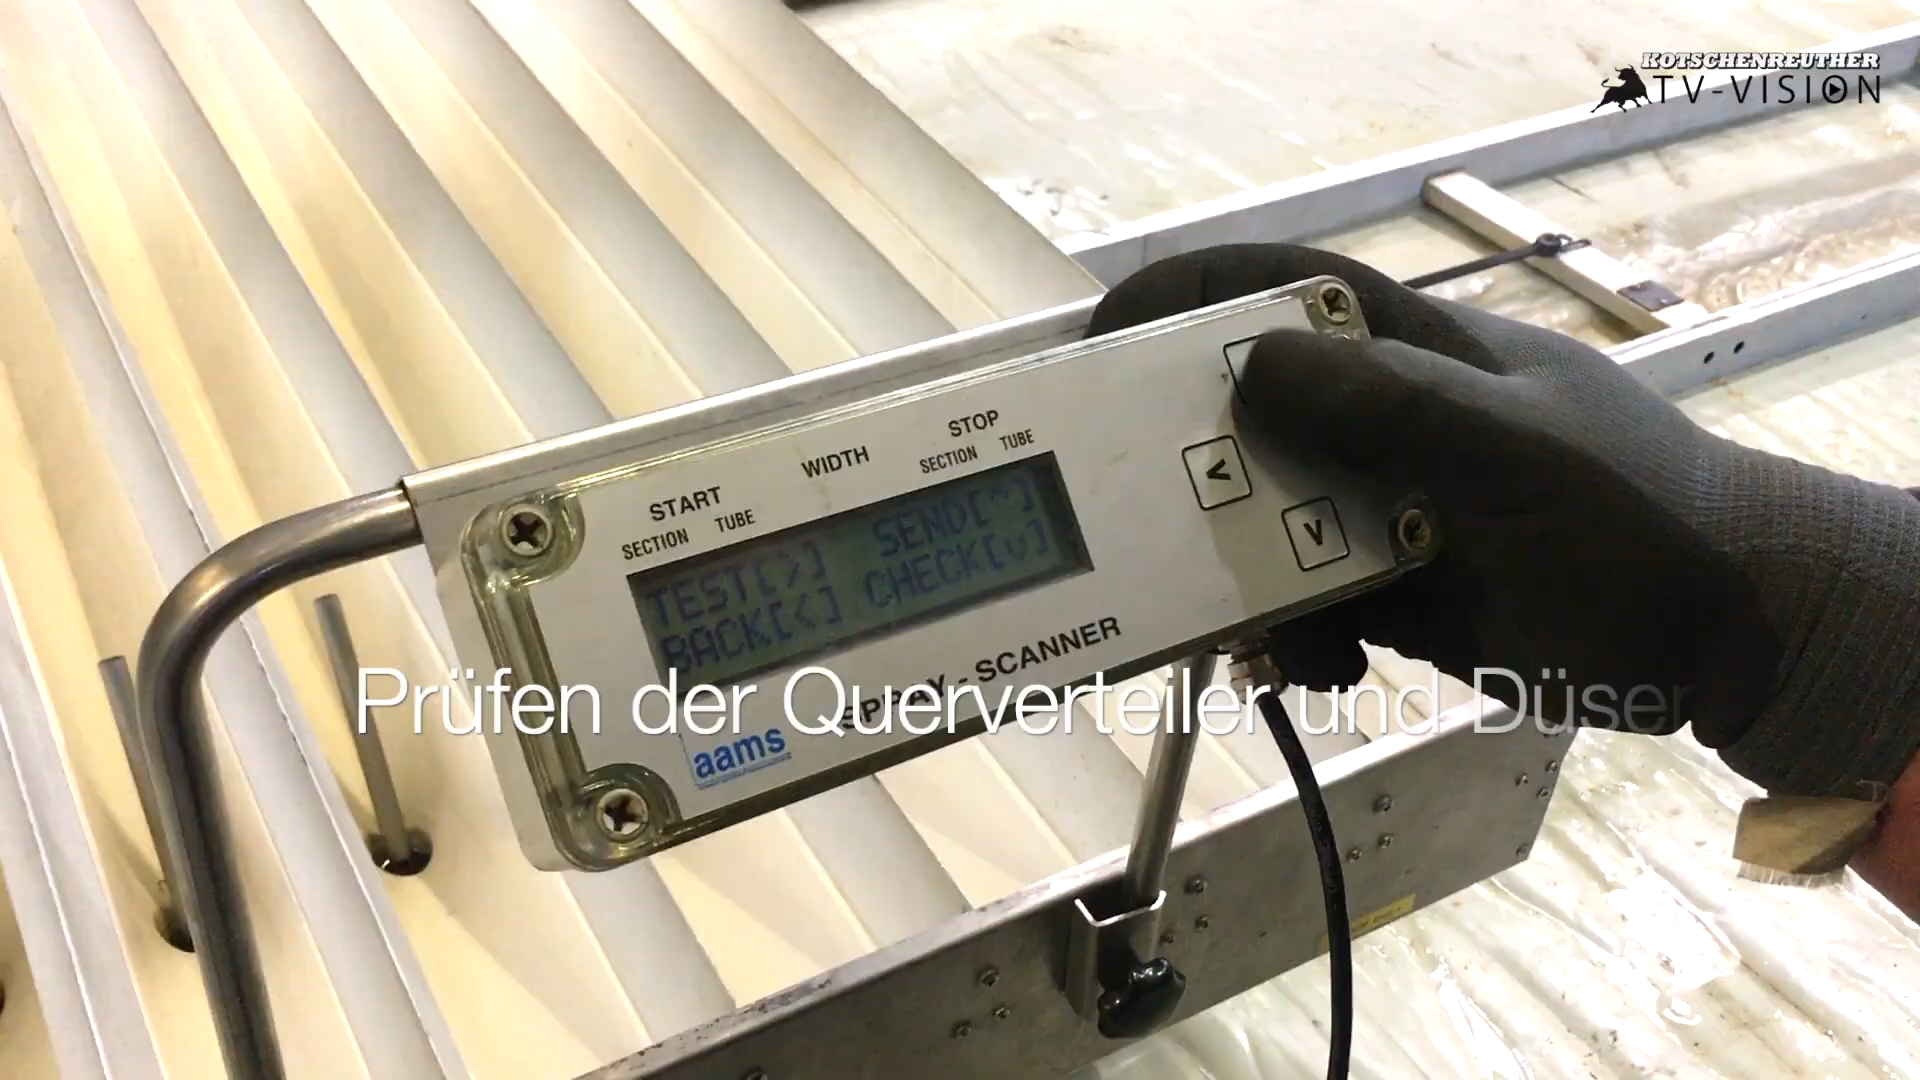 KOTSCHENREUTHER
TV-VISION
START
SECTION TUBE
WIDTH
STOP
SECTION TUBE
TEST[>] SEND[^]
BACK[<] CHECK[v]
<
V
SPRAY - SCANNER
aams
Prüfen der Querverteiler und Düsen